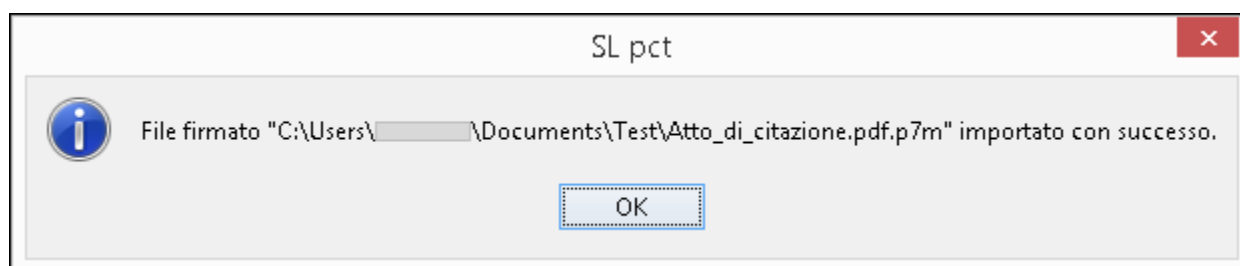 SL pct
File firmato "C:\Users\ \Documents\Test\Atto_di_citazione.pdf.p7m" importato con successo.
OK